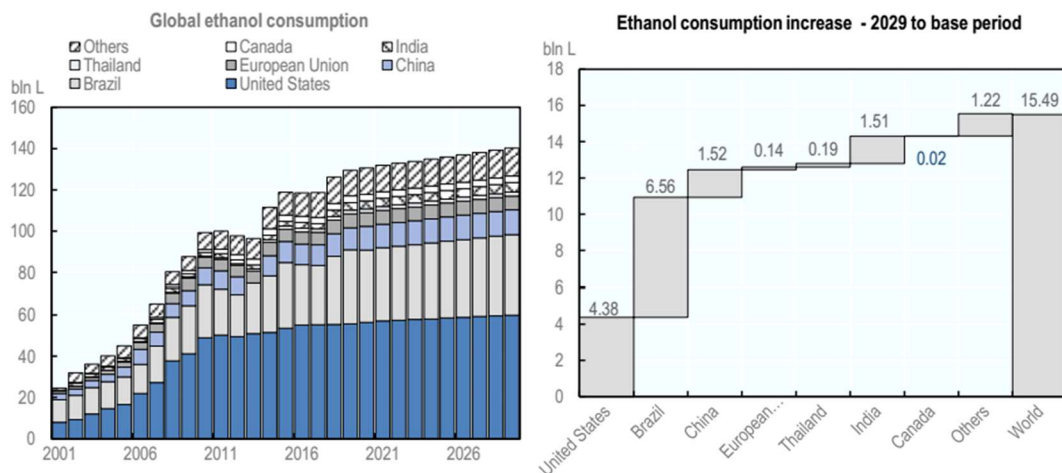 Global ethanol consumption
Others
Canada
India
Thailand
European Union
China
Brazil
United States
bln L
160
140
120
100
80
60
40
20
0
2001
2006
2011
2016
2021
2026
Ethanol consumption increase - 2029 to base period
bln L
18
16
14
12
10
8
6
4
2
0
4.38
6.56
1.52
0.14
0.19
1.51
0.02
1.22
15.49
United States
Brazil
China
European...
Thailand
India
Canada
Others
World